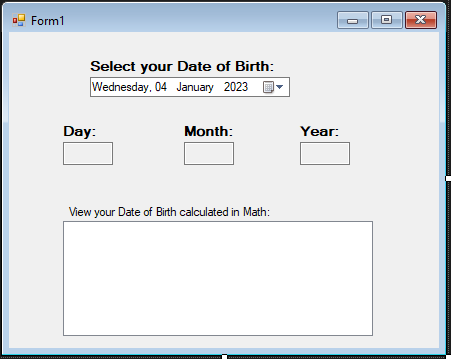 Form1
Select your Date of Birth:
Wednesday, 04 January 2023
Day: Month: Year:
View your Date of Birth calculated in Math: